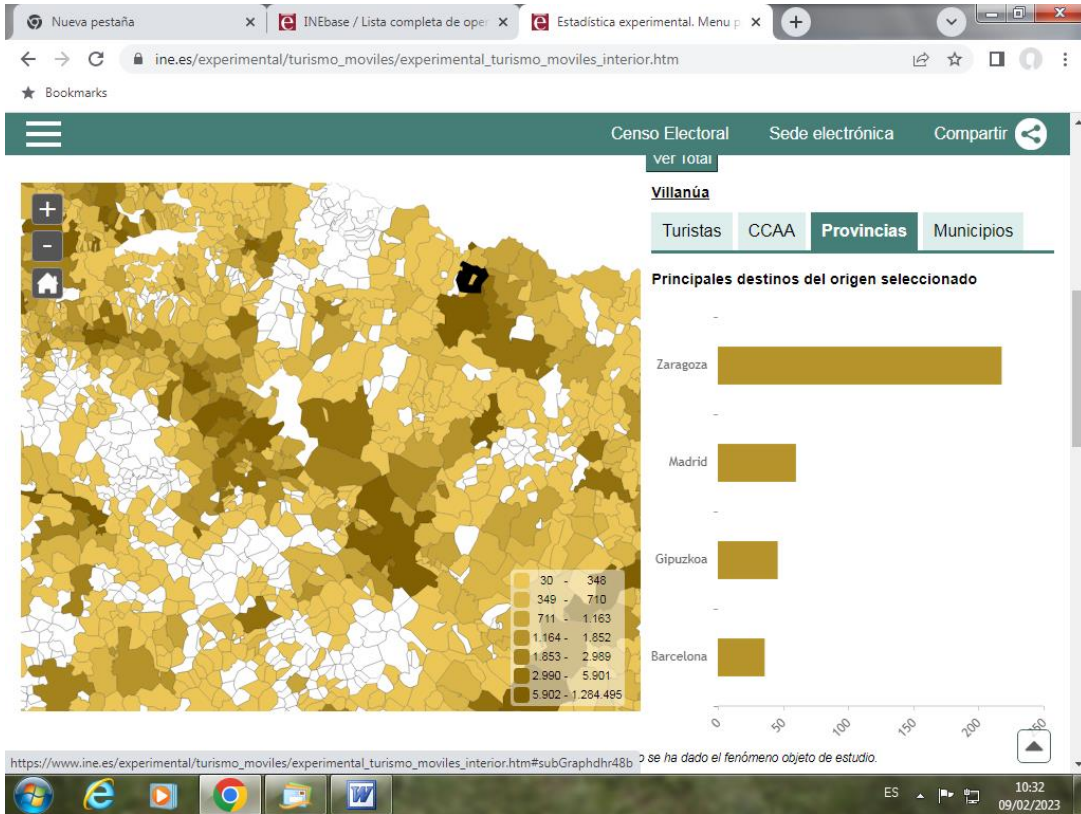 Nueva pestaña
INEbase / Lista completa de oper
Estadística experimental. Menu p
ine.es/experimental/turismo_moviles/experimental_turismo_moviles_interior.htm
Bookmarks
Censo Electoral Sede electrónica Compartir
Ver Total
Villanúa
Turistas CCAA Provincias Municipios
Principales destinos del origen seleccionado
Zaragoza
Madrid
Gipuzkoa
Barcelona
0 50 100 150 200 250
+
-
30 - 348
349 - 710
711 - 1.163
1.164 - 1.852
1.853 - 2.989
2.990 - 5.901
5.902 - 1.284.495
https://www.ine.es/experimental/turismo_moviles/experimental_turismo_moviles_interior.htm#subGraphdhr48b
o se ha dado el fenómeno objeto de estudio.
ES
10:32
09/02/2023